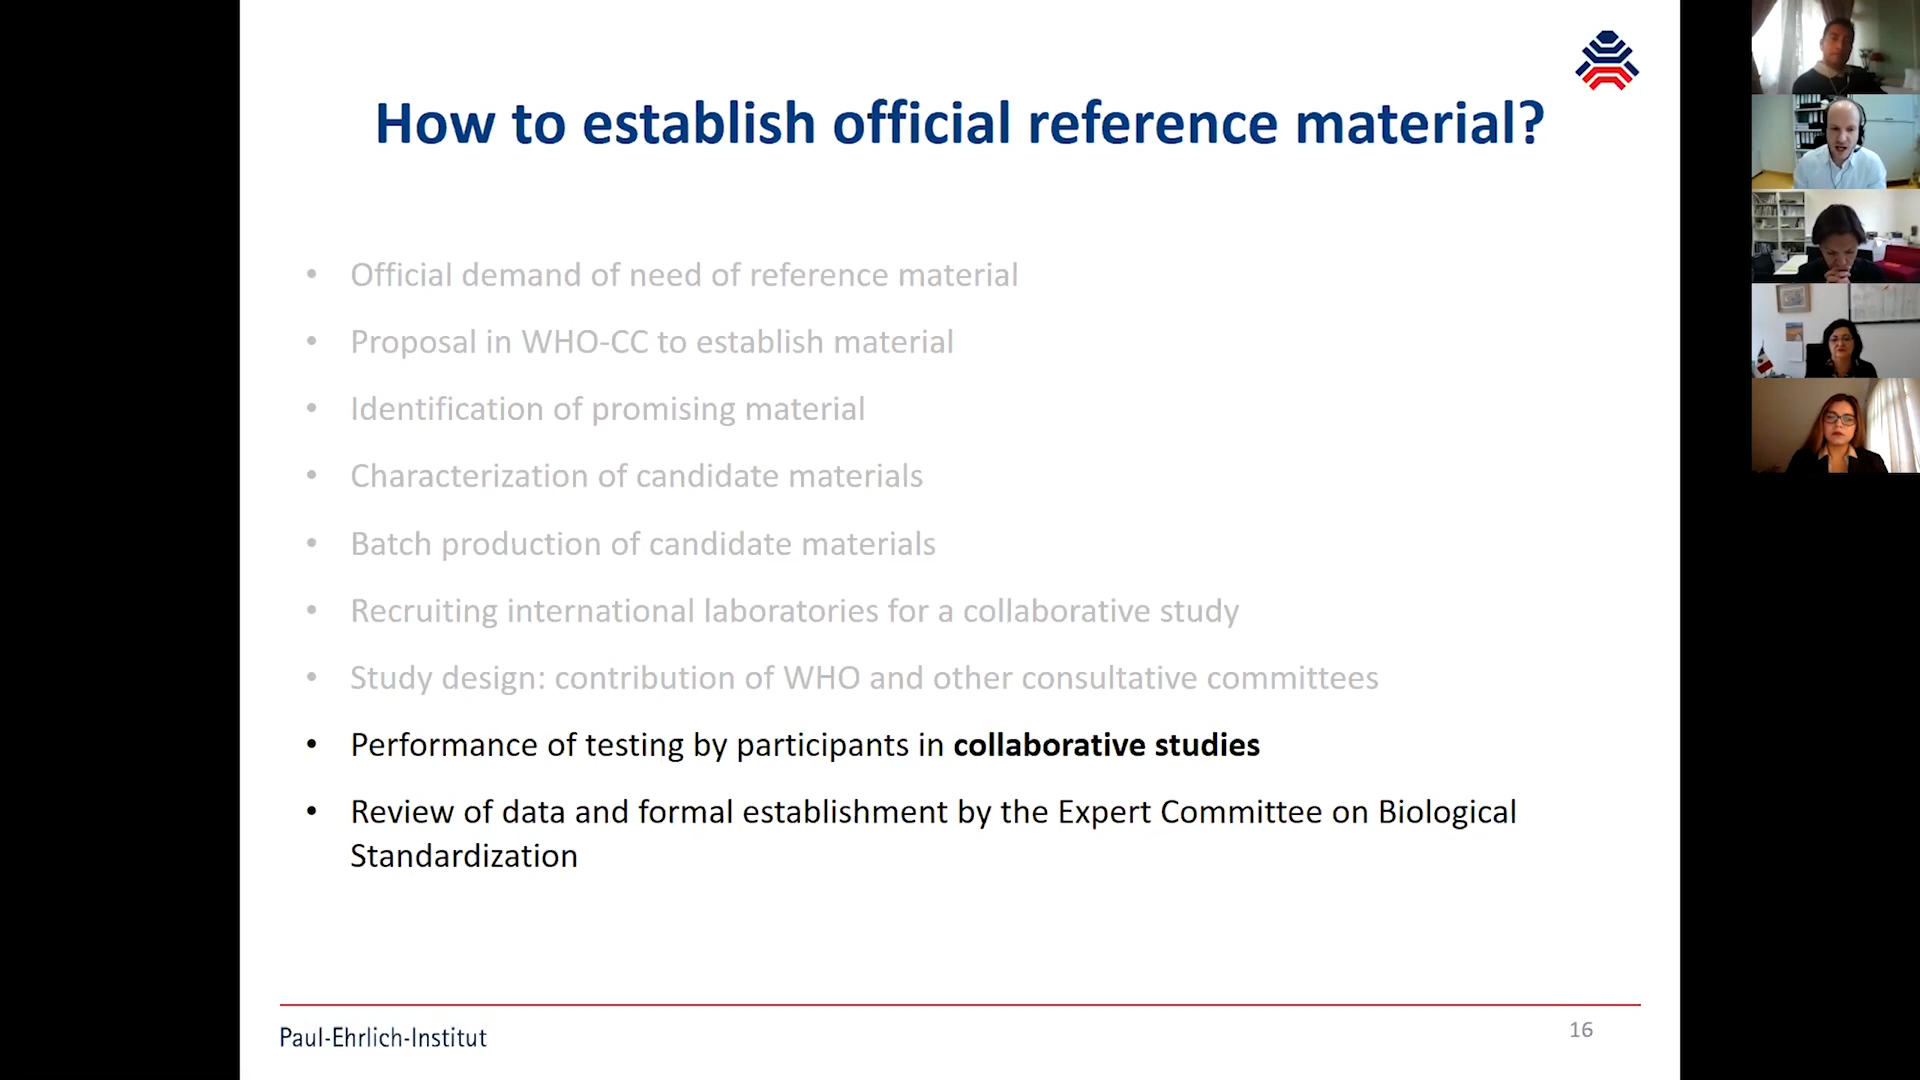 How to establish official reference material?
• Official demand of need of reference material
• Proposal in WHO-CC to establish material
• Identification of promising material
• Characterization of candidate materials
• Batch production of candidate materials
• Recruiting international laboratories for a collaborative study
• Study design: contribution of WHO and other consultative committees
• Performance of testing by participants in collaborative studies
• Review of data and formal establishment by the Expert Committee on Biological
Standardization
Paul-Ehrlich-Institut
16